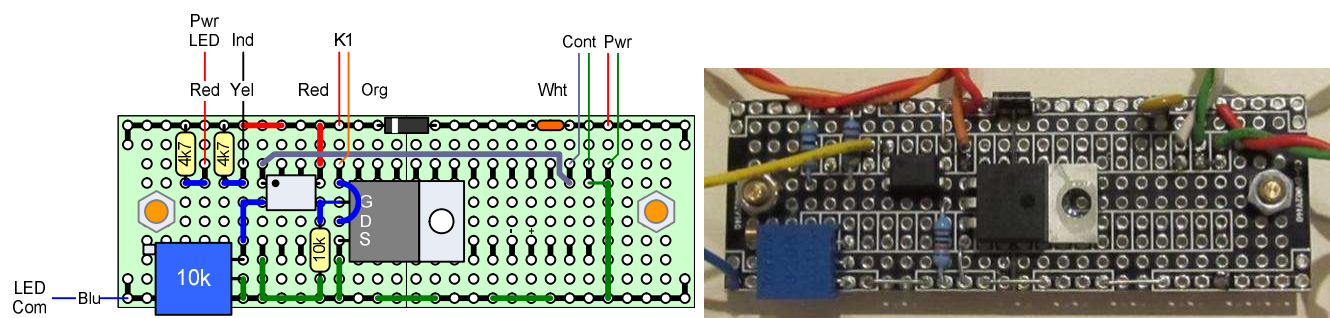 Pwr
LED Ind K1 Cont Pwr
Red Yel Red Org Wht
4k7 4k7
G
D
S
- +
10k
10k
LED
Com Blu